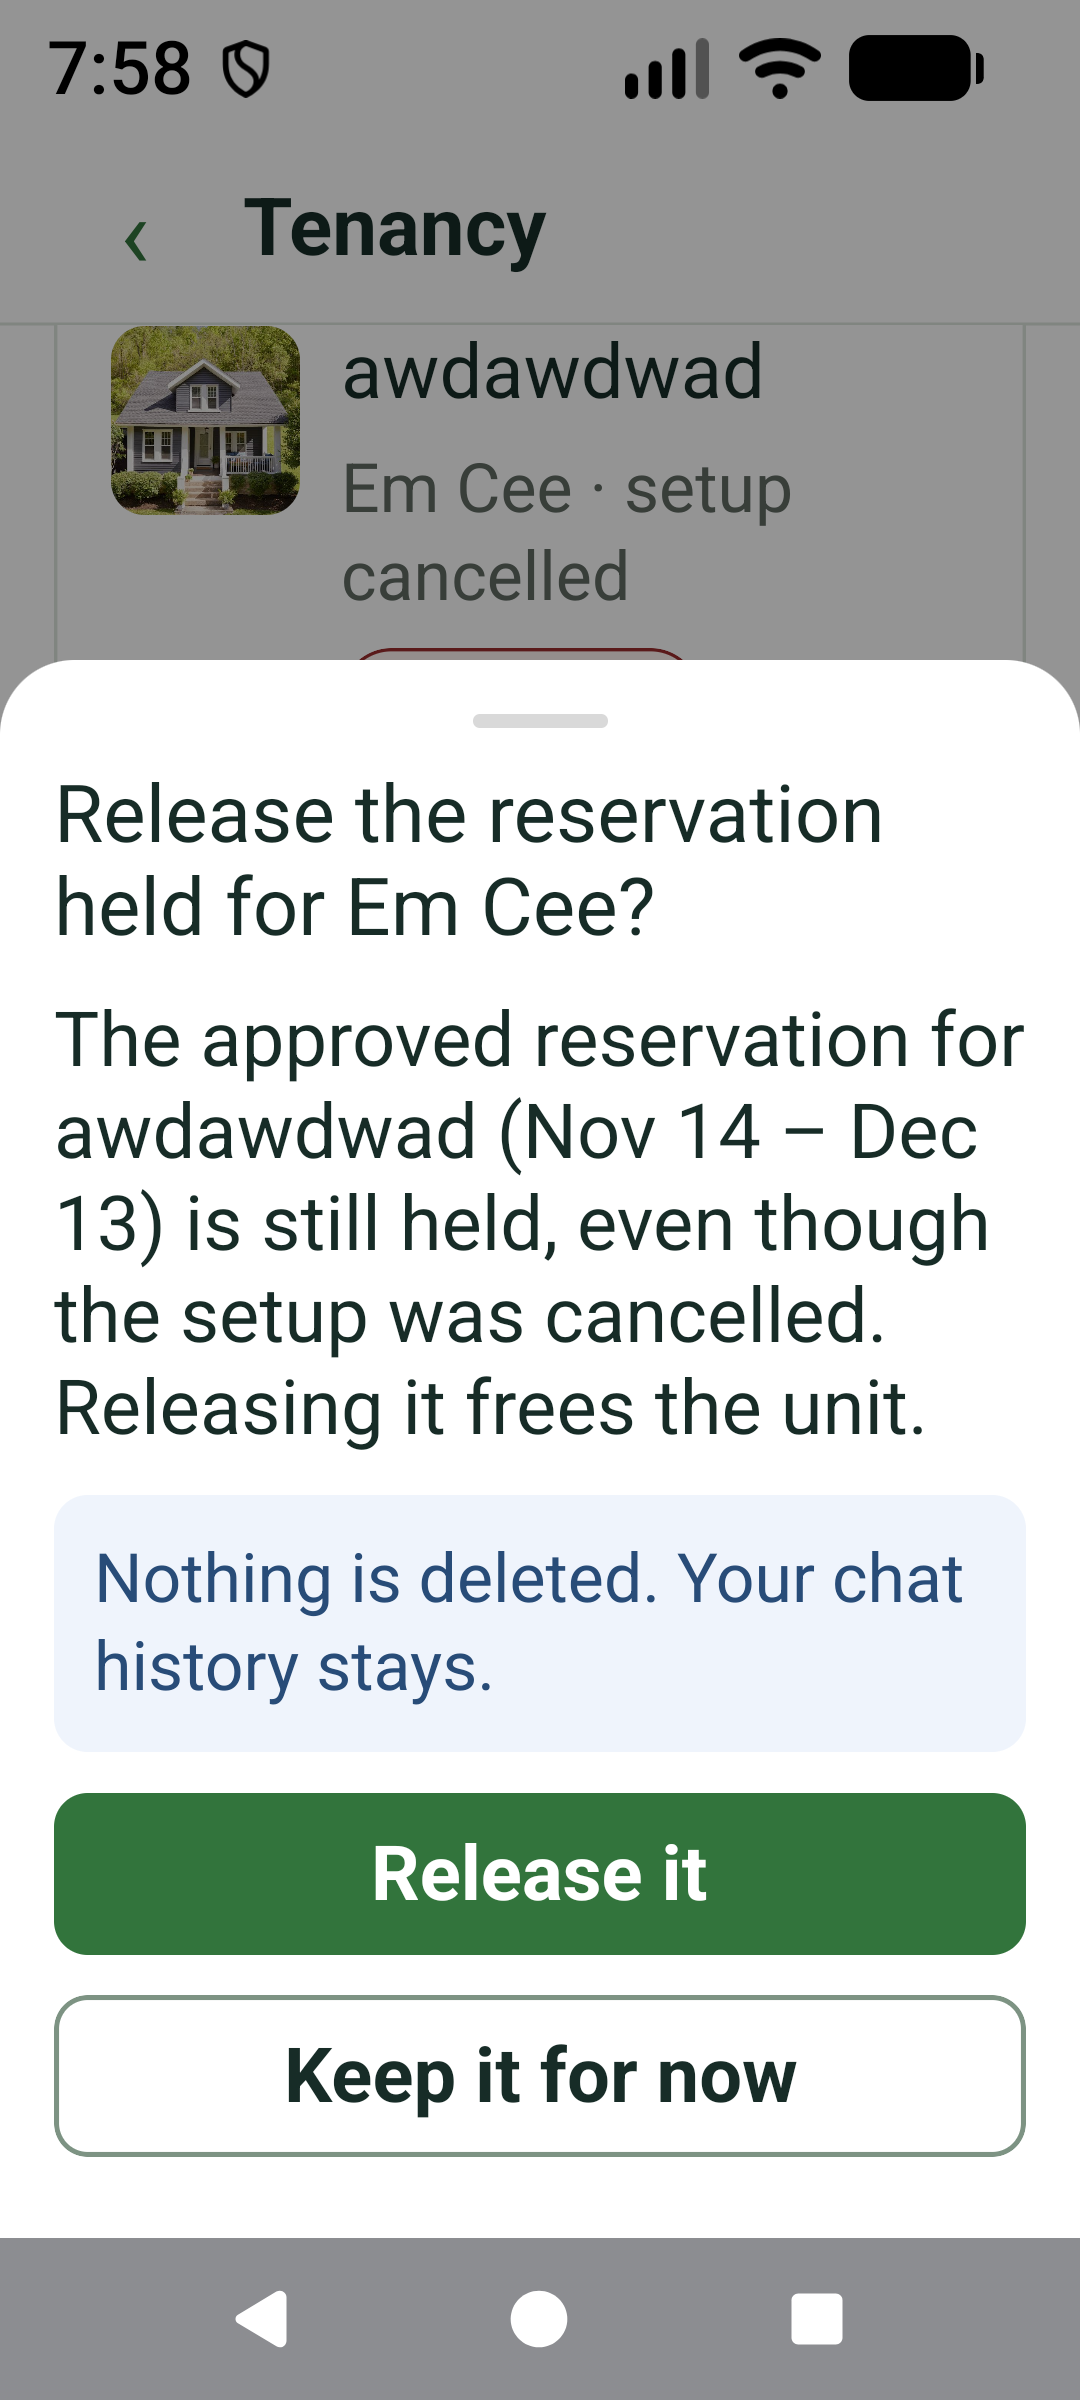 7:58
Tenancy
awdawdwad
Em Cee · setup
cancelled
Release the reservation
held for Em Cee?
The approved reservation for
awdawdwad (Nov 14 – Dec
13) is still held, even though
the setup was cancelled.
Releasing it frees the unit.
Nothing is deleted. Your chat
history stays.
Release it
Keep it for now